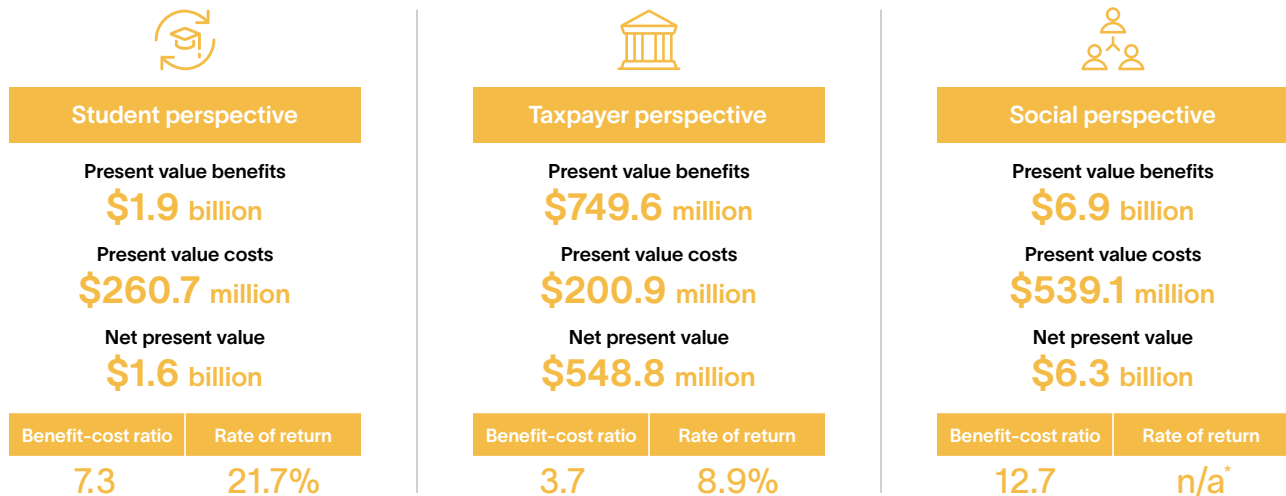 Student perspective
Present value benefits
$1.9 billion
Present value costs
$260.7 million
Net present value
$1.6 billion
Benefit-cost ratio
Rate of return
7.3
21.7%
Taxpayer perspective
Present value benefits
$749.6 million
Present value costs
$200.9 million
Net present value
$548.8 million
Benefit-cost ratio
Rate of return
3.7
8.9%
Social perspective
Present value benefits
$6.9 billion
Present value costs
$539.1 million
Net present value
$6.3 billion
Benefit-cost ratio
Rate of return
12.7
n/a*